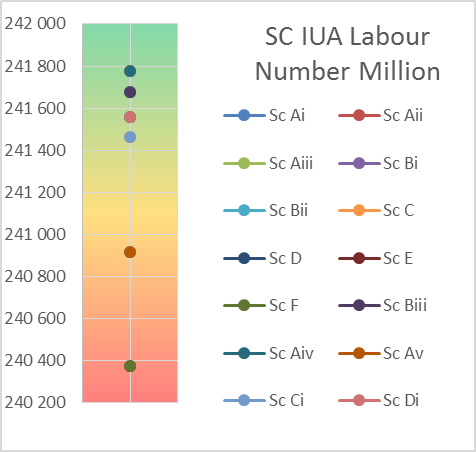 SC IUA Labour
Number Million
242 000
241 800
241 600
241 400
241 200
241 000
240 800
240 600
240 400
240 200
Sc Ai
Sc Aii
Sc Aiii
Sc Bi
Sc Bii
Sc C
Sc D
Sc E
Sc F
Sc Biii
Sc Aiv
Sc Av
Sc Ci
Sc Di